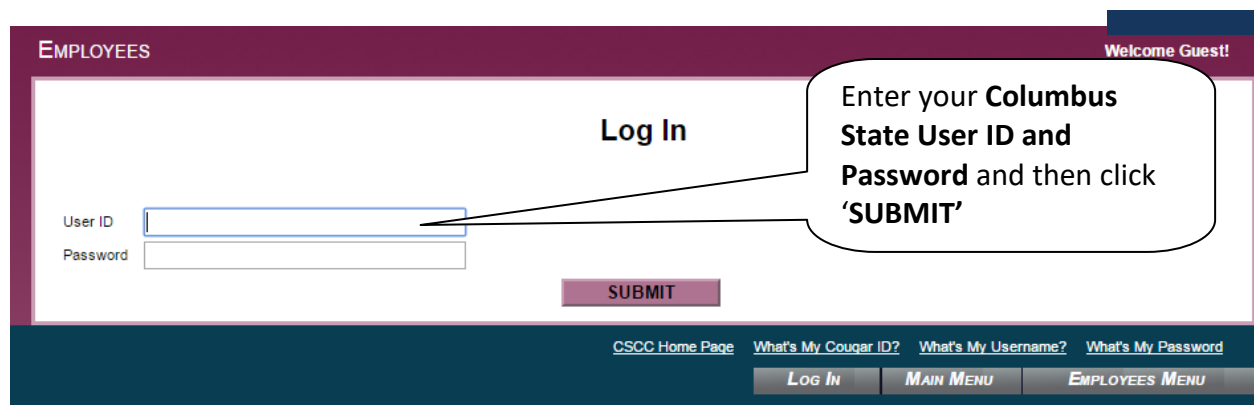 EMPLOYEES
Welcome Guest!
Log In
Enter your Columbus
State User ID and
Password and then click
‘SUBMIT’
User ID
Password
SUBMIT
CSCC Home Page What's My Cougar ID? What's My Username? What's My Password
LOG IN MAIN MENU EMPLOYEES MENU